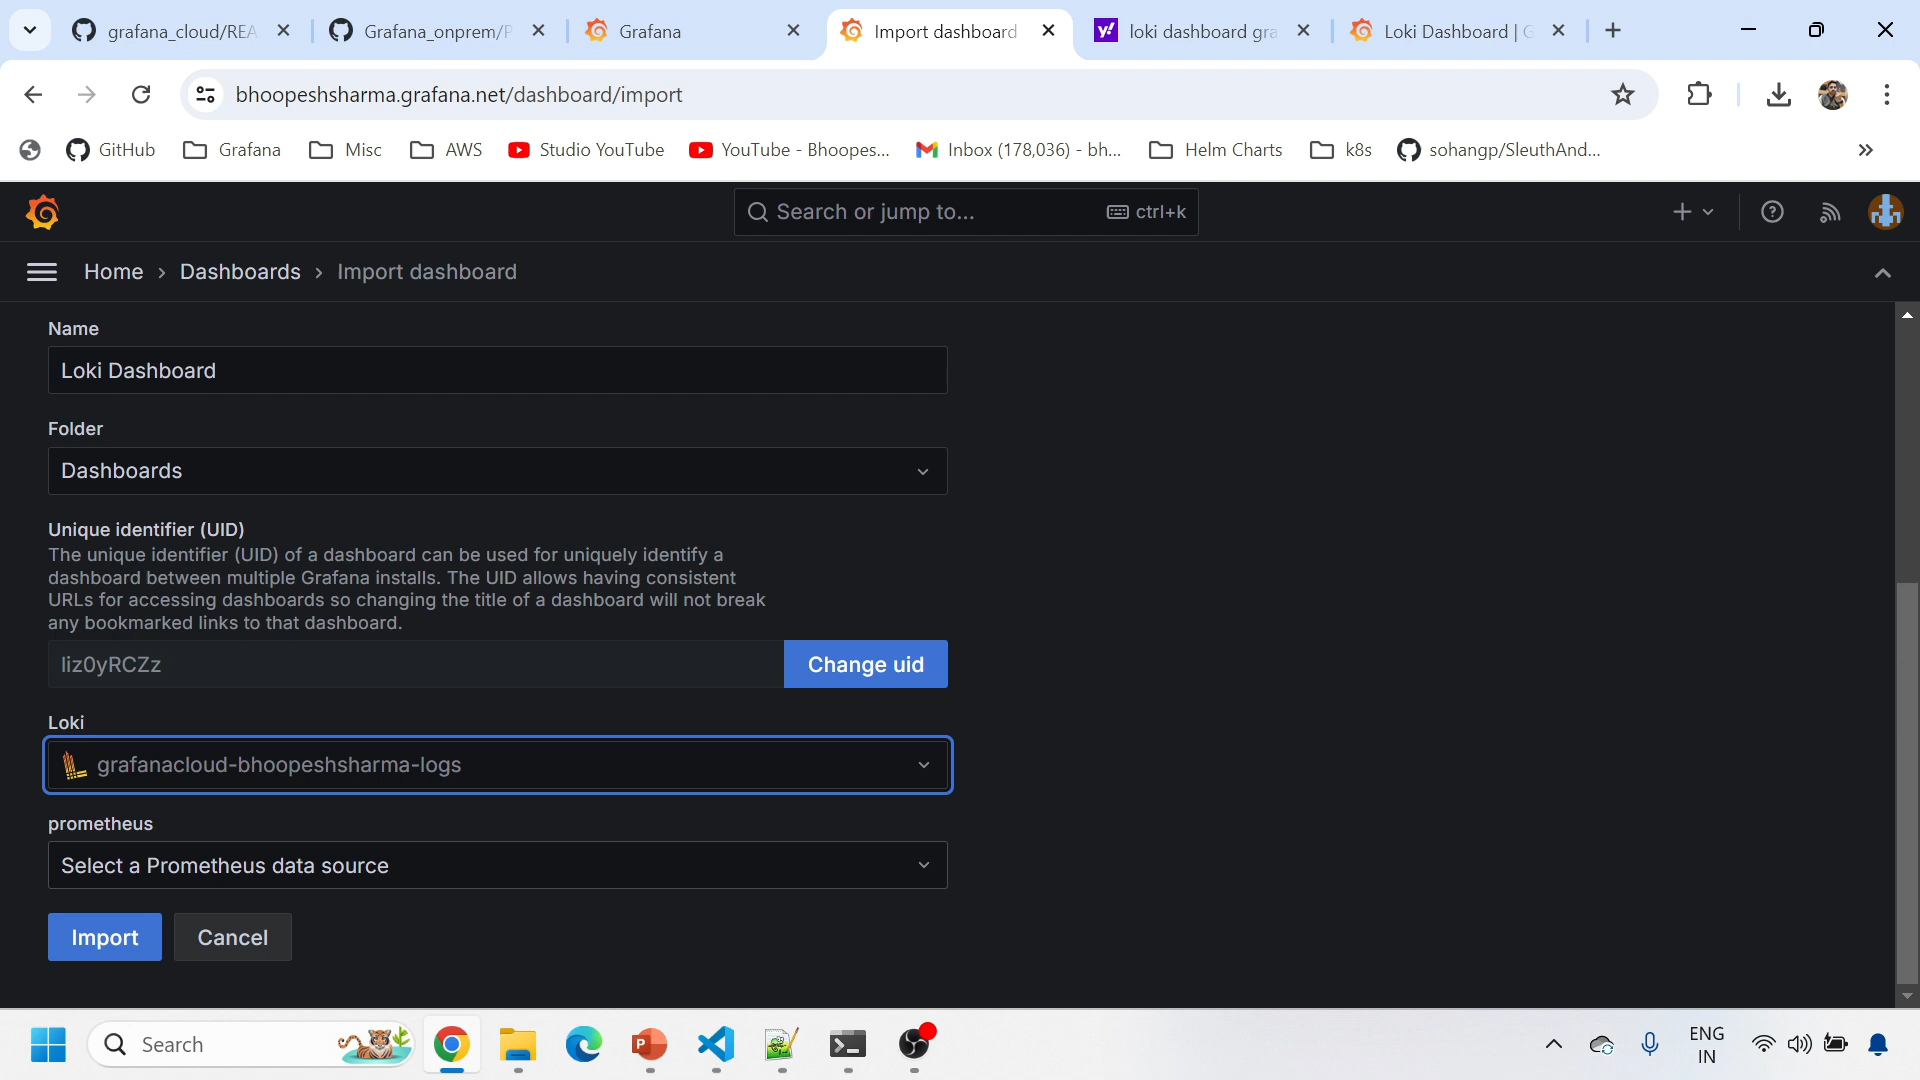 grafana_cloud/REA
Grafana_onprem/P
Grafana
Import dashboard
loki dashboard gra
Loki Dashboard | G
bhoopeshsharma.grafana.net/dashboard/import
GitHub
Grafana
Misc
AWS
Studio YouTube
YouTube - Bhoopes...
Inbox (178,036) - bh...
Helm Charts
k8s
sohangp/SleuthAnd...
Search or jump to...
ctrl+k
Home › Dashboards › Import dashboard
Name
Loki Dashboard
Folder
Dashboards
Unique identifier (UID)
The unique identifier (UID) of a dashboard can be used for uniquely identify a
dashboard between multiple Grafana installs. The UID allows having consistent
URLs for accessing dashboards so changing the title of a dashboard will not break
any bookmarked links to that dashboard.
liz0yRCZz
Change uid
Loki
grafanacloud-bhoopeshsharma-logs
prometheus
Select a Prometheus data source
Import
Cancel
Search
ENG
IN